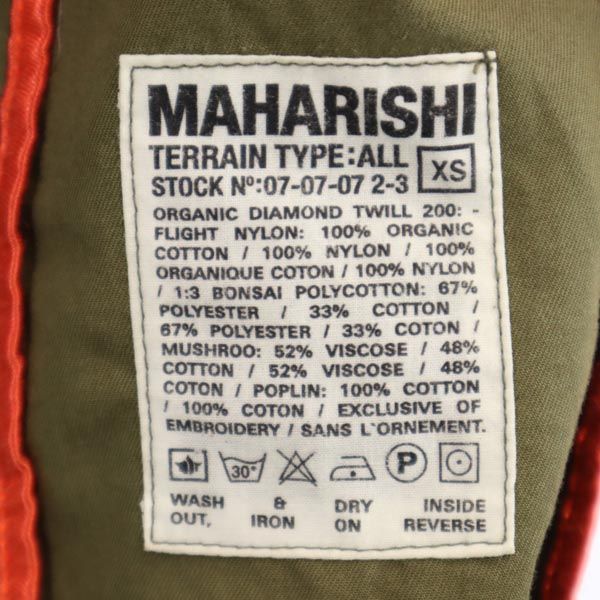 MAHARISHI
TERRAIN TYPE:ALL XS
STOCK Nº:07-07-07 2-3
ORGANIC DIAMOND TWILL 200: -
FLIGHT NYLON: 100% ORGANIC
COTTON / 100% NYLON / 100%
ORGANIQUE COTON / 100% NYLON
/ 1:3 BONSAI POLYCOTTON: 67%
POLYESTER / 33% COTTON /
67% POLYESTER / 33% COTON /
MUSHROO: 52% VISCOSE / 48%
COTTON / 52% VISCOSE / 48%
COTON / POPLIN: 100% COTTON
/ 100% COTON / EXCLUSIVE OF
EMBROIDERY / SANS L'ORNEMENT.
30° P
WASH & DRY INSIDE
OUT, IRON ON REVERSE